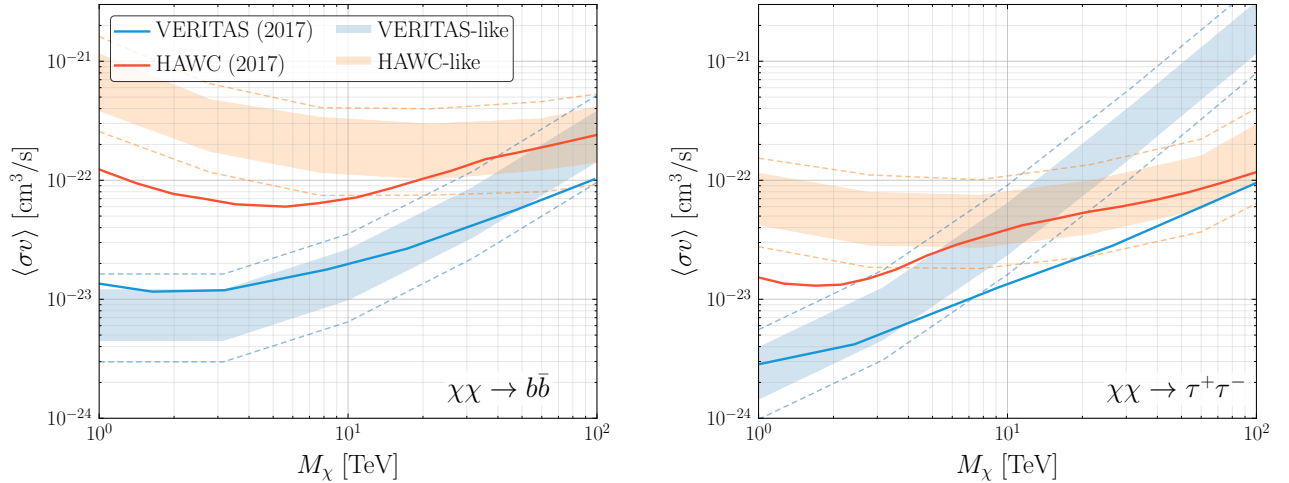 VERITAS (2017)
HAWC (2017)
VERITAS-like
HAWC-like
10⁻²¹
10⁻²²
10⁻²³
10⁻²⁴
⟨σv⟩ [cm³/s]
χχ → bb̄
10⁰
10¹
10²
M_χ [TeV]
10⁻²¹
10⁻²²
10⁻²³
10⁻²⁴
⟨σv⟩ [cm³/s]
χχ → τ⁺τ⁻
10⁰
10¹
10²
M_χ [TeV]